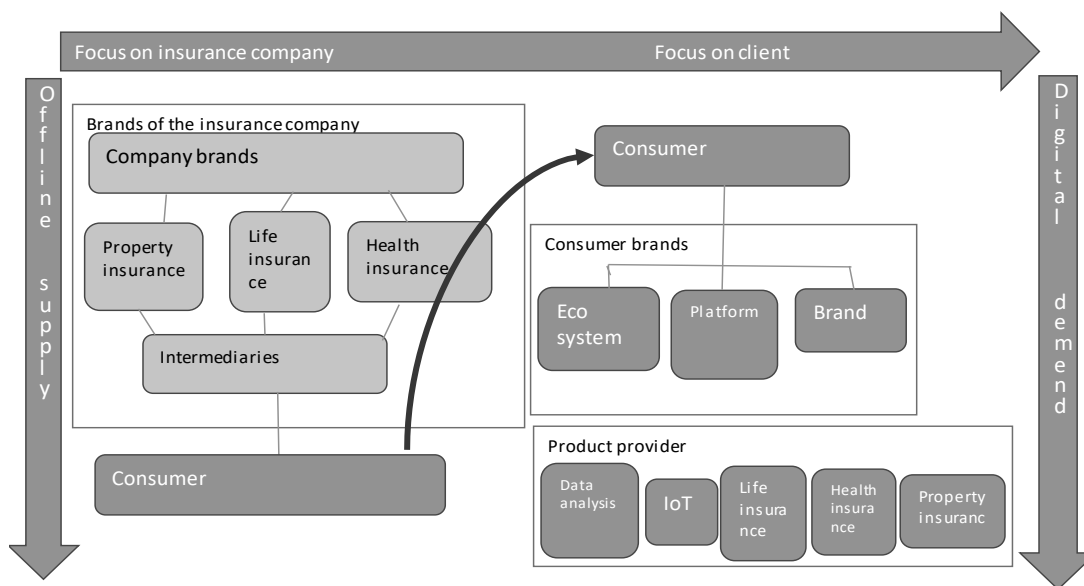 Focus on insurance company
Focus on client
Offline supply
Digital demend
Brands of the insurance company
Company brands
Property
insurance
Life
insuran
ce
Health
insurance
Intermediaries
Consumer
Consumer
Consumer brands
Eco
system
Platform
Brand
Product provider
Data
analysis
IoT
Life
insura
nce
Health
insura
nce
Property
insuranc